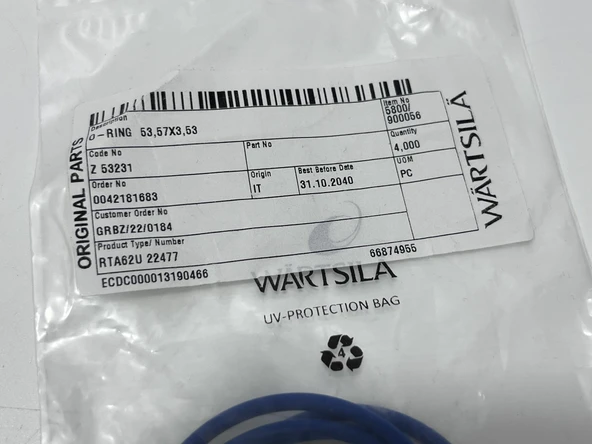 ORIGINAL PARTS
Description
O-RING 53,57X3,53
Item No
5800/
900056
Code No
Z 53231
Part No
Quantity
4,000
Order No
0042181683
Origin
IT
Best Before Date
31.10.2040
UOM
PC
Customer Order No
GRBZ/22/0184
Product Type/ Number
RTA62U 22477
66874955
ECDC000013190466
WÄRTSILÄ
WÄRTSILÄ
UV-PROTECTION BAG
4